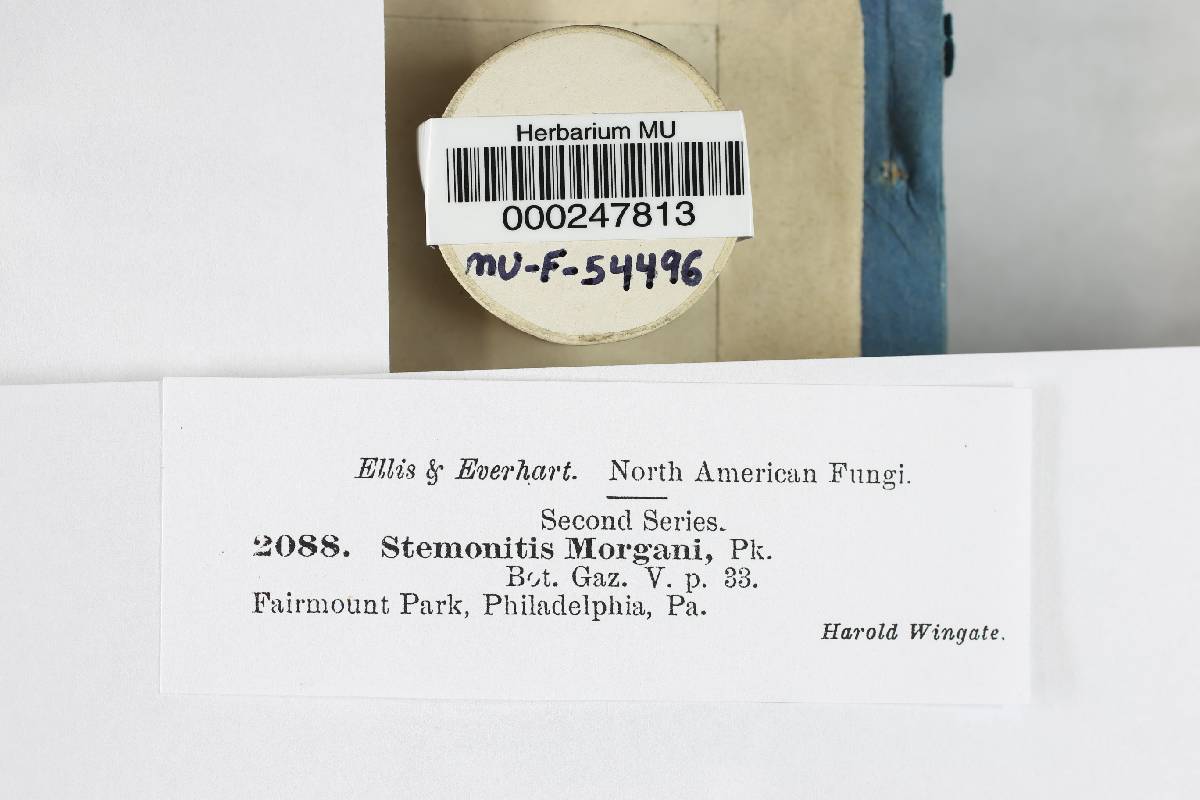 Herbarium MU
000247813
MU-F-54496
Ellis & Everhart. North American Fungi.
Second Series.
2088. Stemonitis Morgani, Pk.
Bot. Gaz. V. p. 33.
Fairmount Park, Philadelphia, Pa.
Harold Wingate.